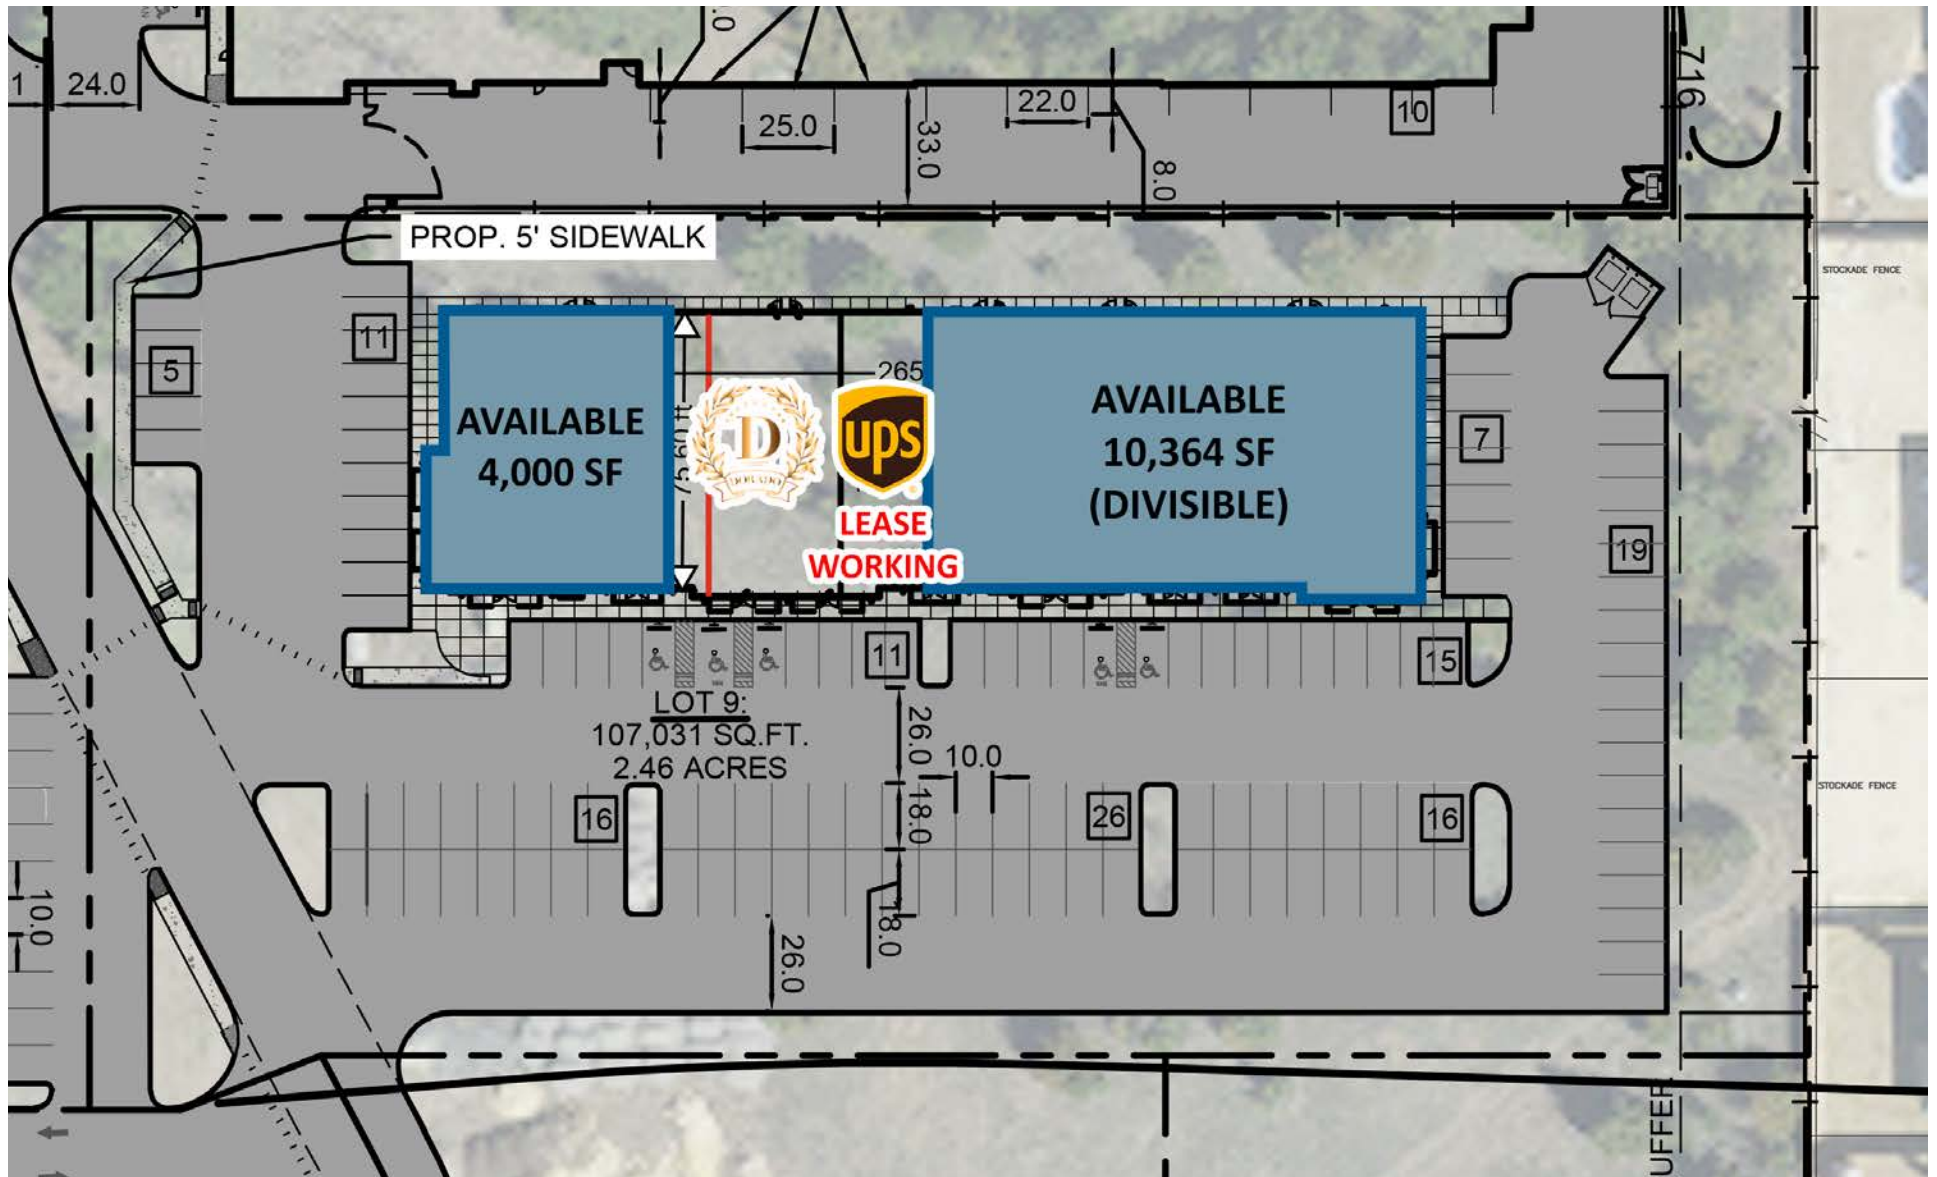 1
24.0
.0
25.0
33.0
22.0
8.0
10
716.
PROP. 5' SIDEWALK
STOCKADE FENCE
5
11
265
AVAILABLE
4,000 SF
D
ups
LEASE
WORKING
AVAILABLE
10,364 SF
(DIVISIBLE)
7
19
11
15
LOT 9:
107,031 SQ.FT.
2.46 ACRES
26.0
10.0
16
18.0
26
16
STOCKADE FENCE
10.0
18.0
26.0
UFFER